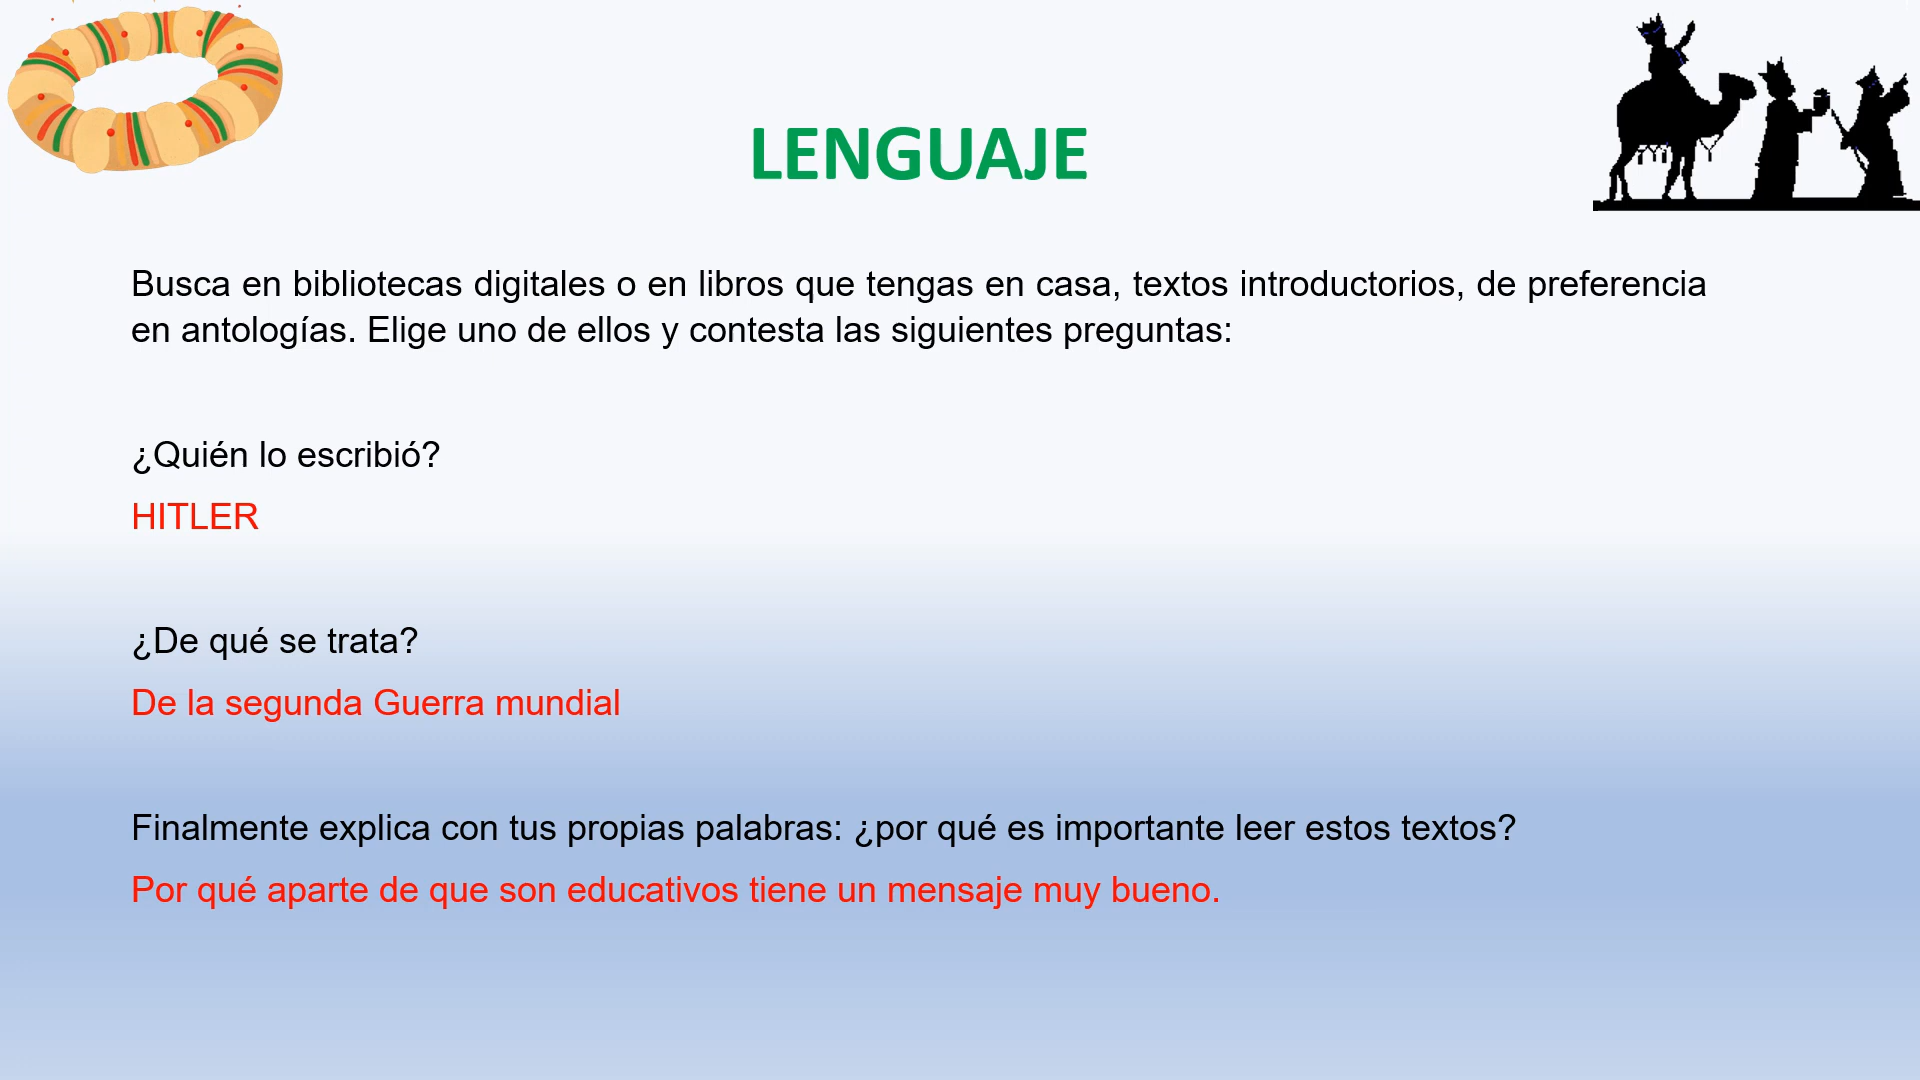 LENGUAJE
Busca en bibliotecas digitales o en libros que tengas en casa, textos introductorios, de preferencia
en antologías. Elige uno de ellos y contesta las siguientes preguntas:
¿Quién lo escribió?
HITLER
¿De qué se trata?
De la segunda Guerra mundial
Finalmente explica con tus propias palabras: ¿por qué es importante leer estos textos?
Por qué aparte de que son educativos tiene un mensaje muy bueno.